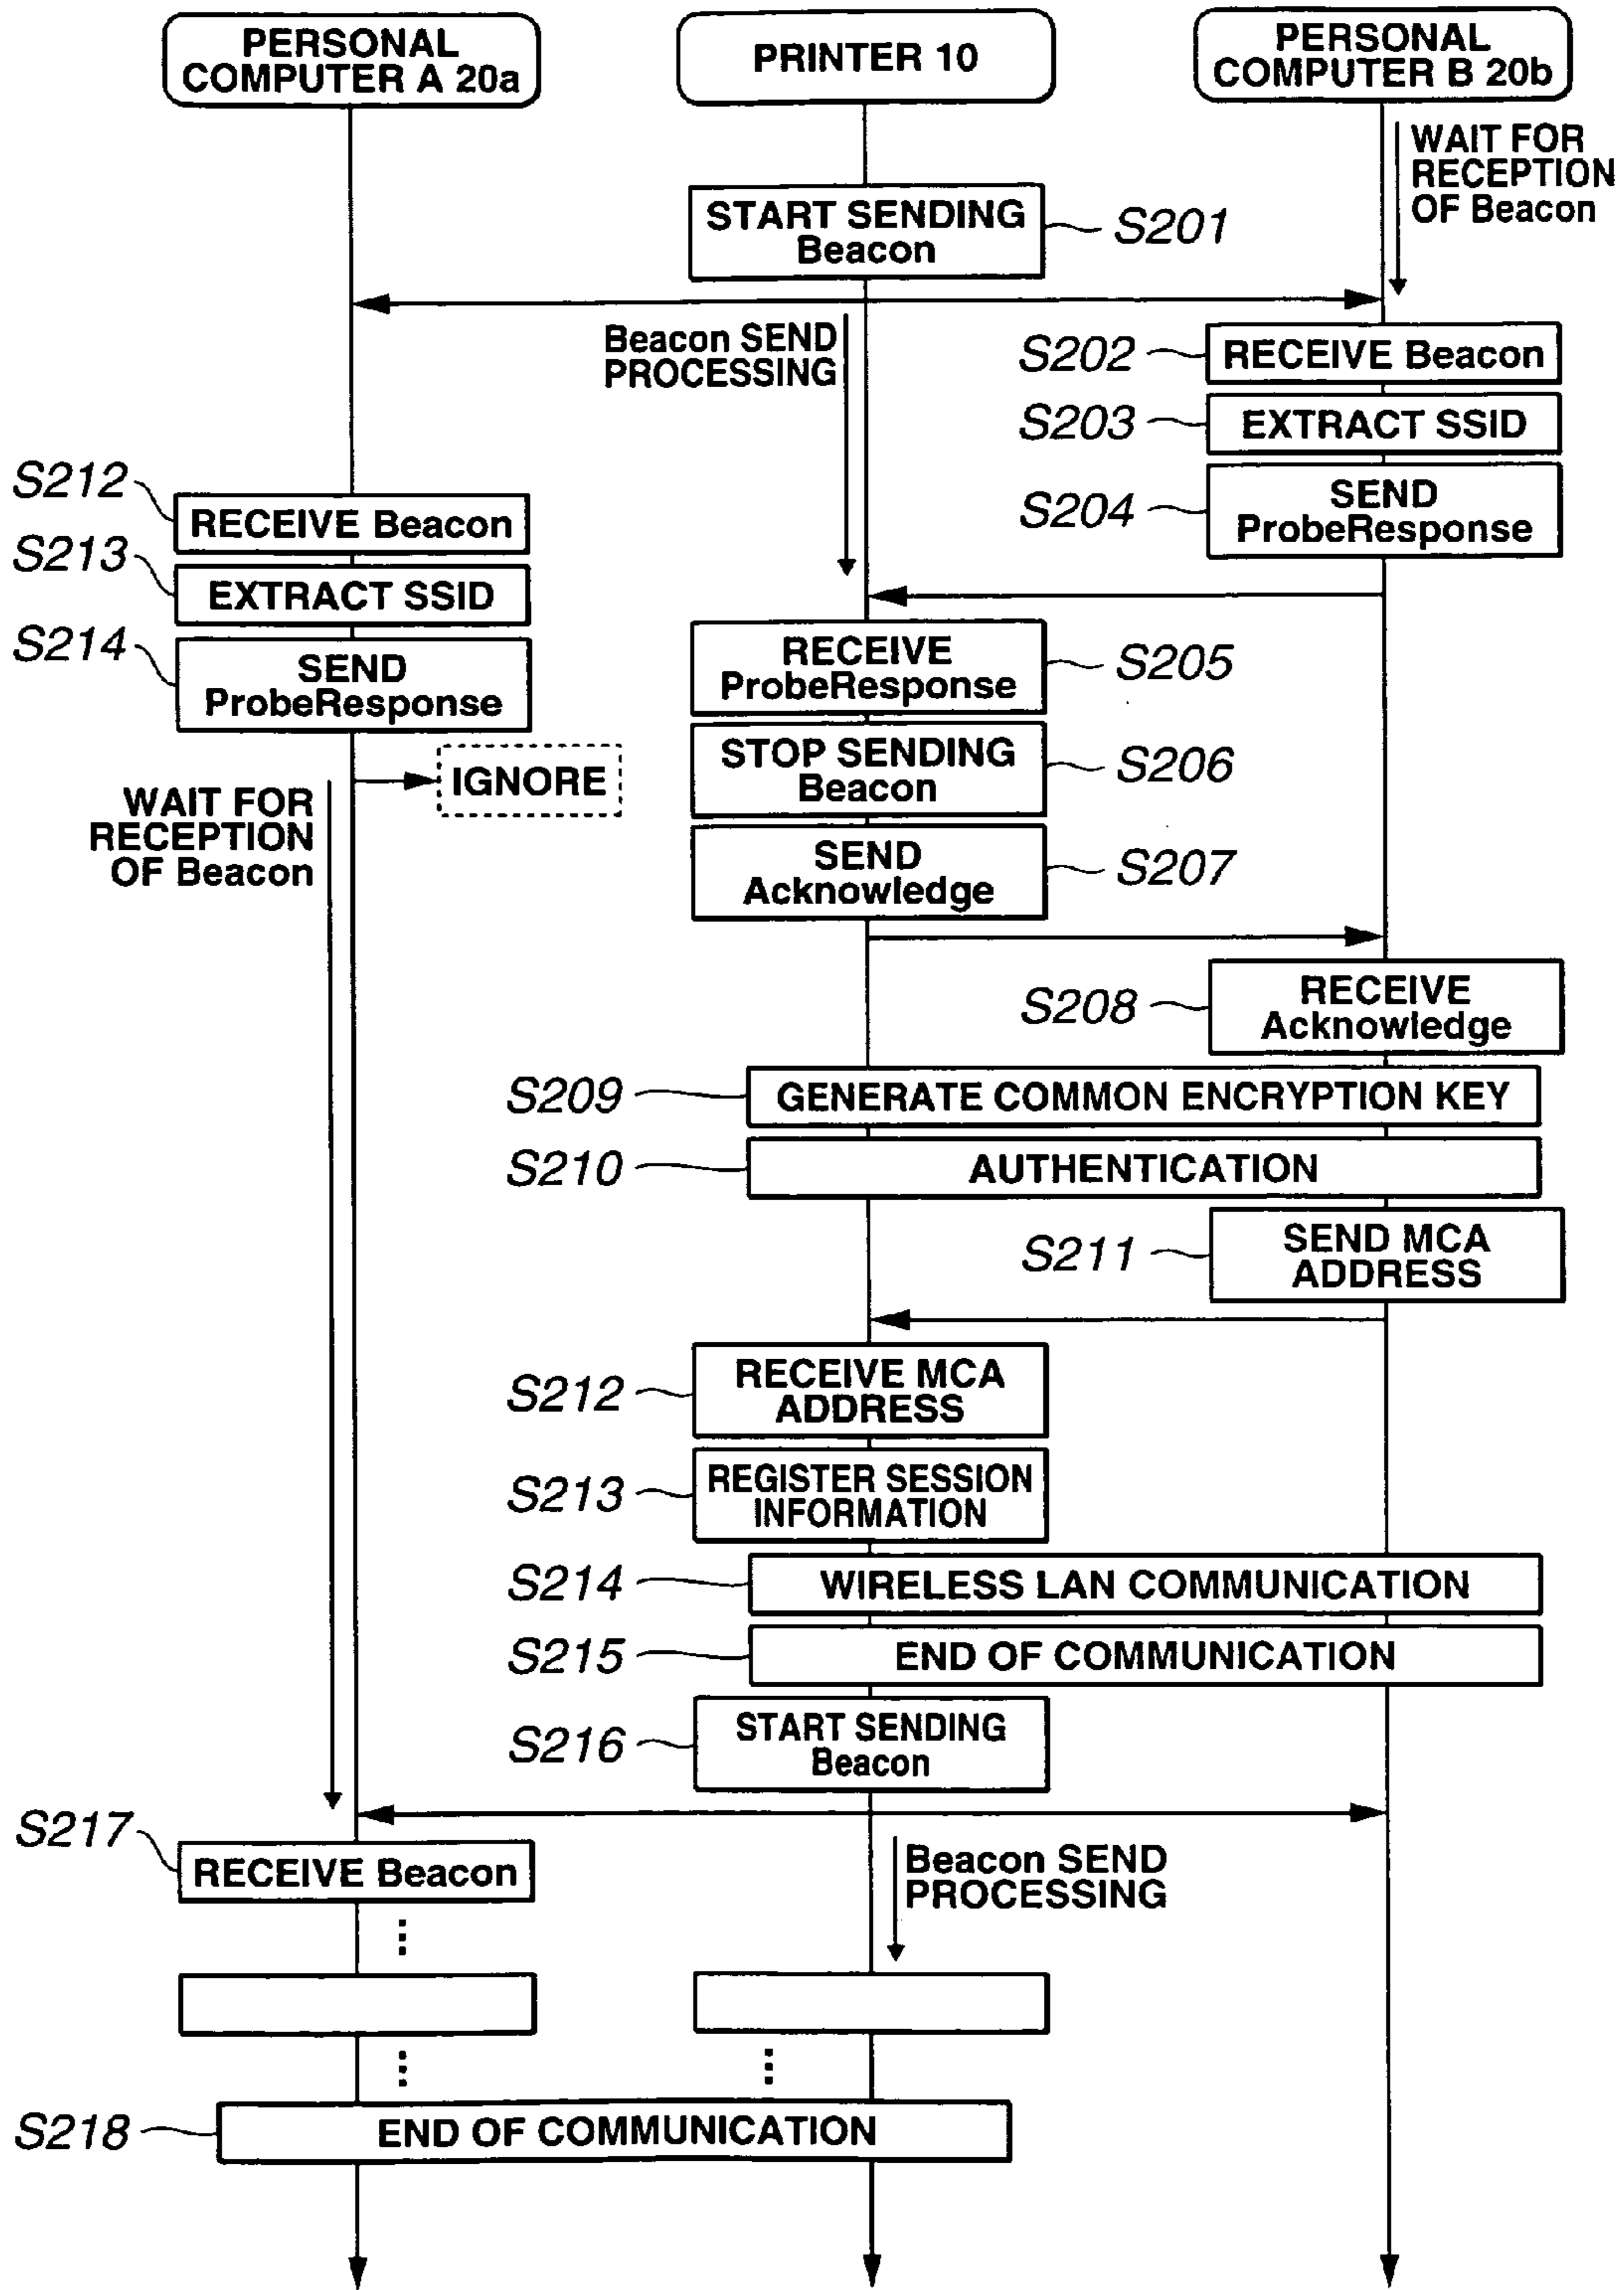 PERSONAL
COMPUTER A 20a
PRINTER 10
PERSONAL
COMPUTER B 20b
WAIT FOR
RECEPTION
OF Beacon
START SENDING
Beacon
S201
Beacon SEND
PROCESSING
S202
RECEIVE Beacon
S203
EXTRACT SSID
S204
SEND
ProbeResponse
S212
RECEIVE Beacon
S213
EXTRACT SSID
S214
SEND
ProbeResponse
IGNORE
WAIT FOR
RECEPTION
OF Beacon
RECEIVE
ProbeResponse
S205
STOP SENDING
Beacon
S206
SEND
Acknowledge
S207
S208
RECEIVE
Acknowledge
S209
GENERATE COMMON ENCRYPTION KEY
S210
AUTHENTICATION
S211
SEND MCA
ADDRESS
S212
RECEIVE MCA
ADDRESS
S213
REGISTER SESSION
INFORMATION
S214
WIRELESS LAN COMMUNICATION
S215
END OF COMMUNICATION
S216
START SENDING
Beacon
S217
RECEIVE Beacon
Beacon SEND
PROCESSING
S218
END OF COMMUNICATION